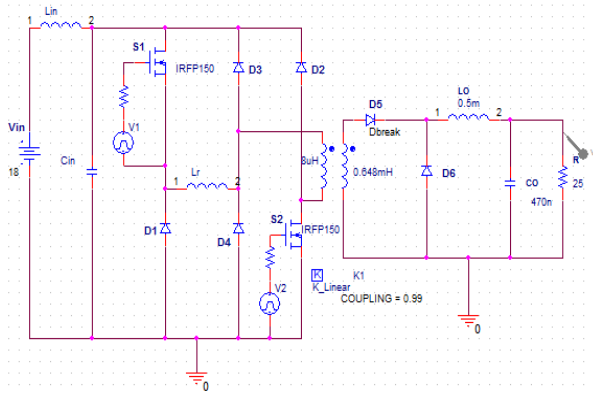 Lin
1 2
S1
IRFP150
D3
D2
V1
Vin
18
Cin
1 Lr 2
D1
D4
8uH
0.648mH
D5
Dbreak
LO
0.5m
1 2
D6
CO
470n
R
25
V
S2
IRFP150
V2
K K1
K_Linear
COUPLING = 0.99
0
0